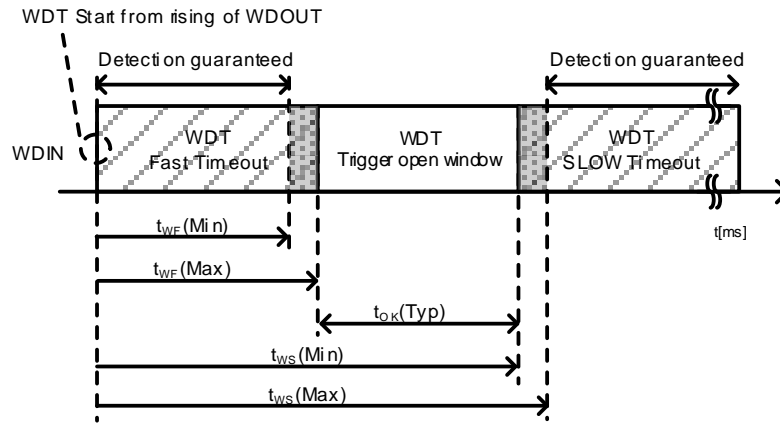 WDT Start from rising of WDOUT
Detection guaranteed
Detection guaranteed
WDIN
WDT
Fast Timeout
WDT
Trigger open window
WDT
SLOW Timeout
t[ms]
tWF(Min)
tWF(Max)
tOK(Typ)
tWS(Min)
tWS(Max)